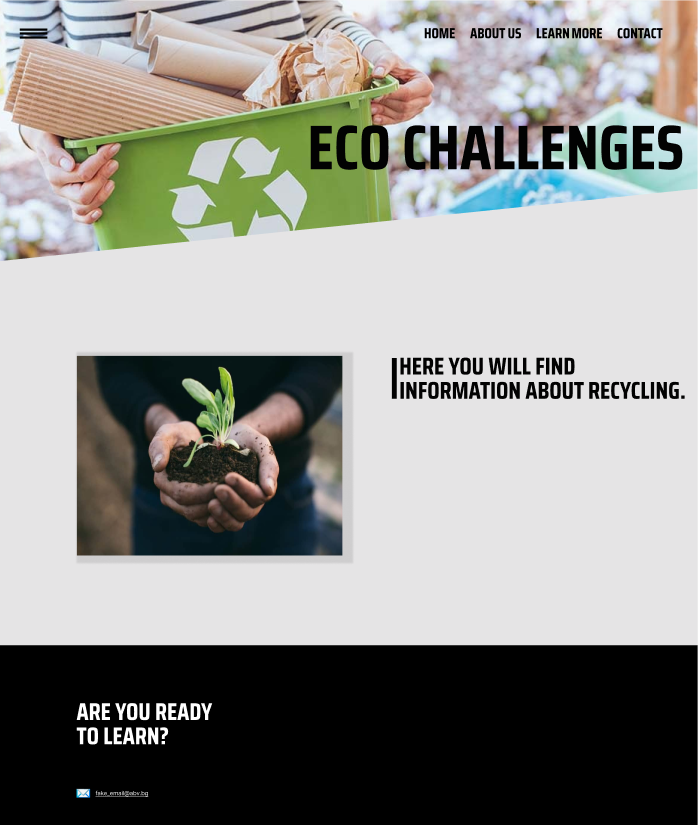 HOME ABOUT US LEARN MORE CONTACT
ECO CHALLENGES
HERE YOU WILL FIND
INFORMATION ABOUT RECYCLING.
ARE YOU READY
TO LEARN?
fake_email@abv.bg